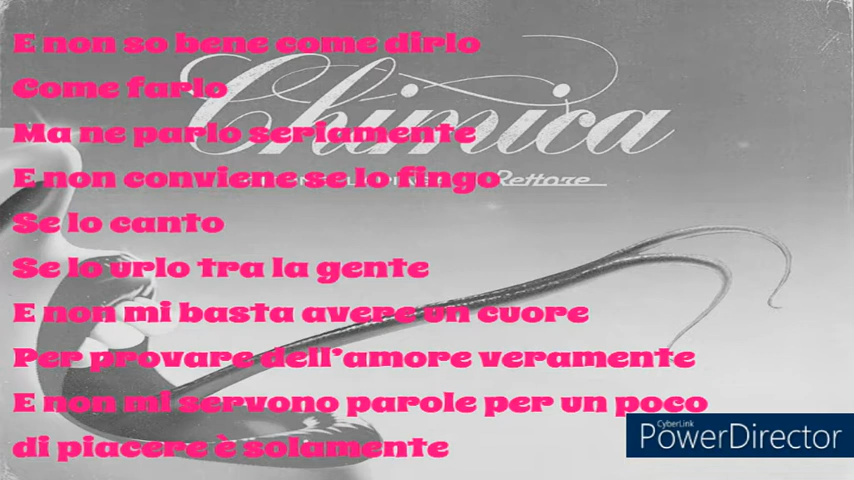 E non so bene come dirlo
Come farlo
Ma ne parlo seriamente
E non conviene se lo fingo
Se lo canto
Se lo urlo tra la gente
E non mi basta avere un cuore
Per provare dell'amore veramente
E non mi servono parole per un poco
di piacere è solamente
Chimica
Rettore
CyberLink
PowerDirector